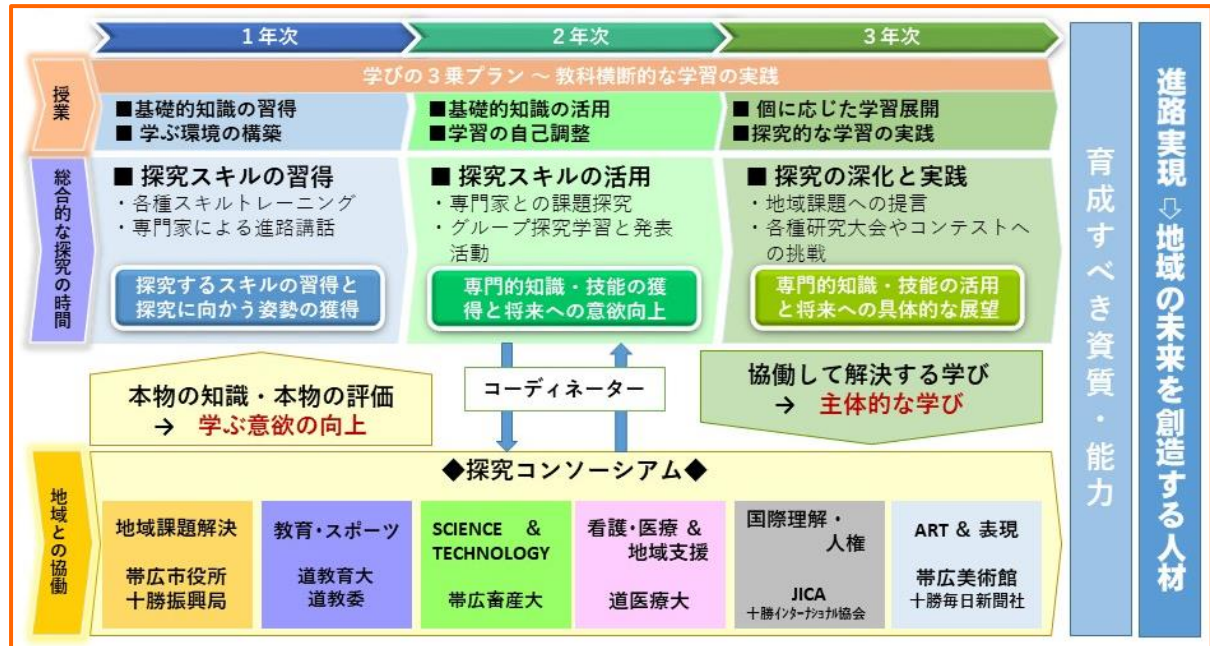 1年次
2年次
3年次
授業
学びの3乗プラン ～ 教科横断的な学習の実践
■基礎的知識の習得
■ 学ぶ環境の構築
■基礎的知識の活用
■学習の自己調整
■ 個に応じた学習展開
■探究的な学習の実践
総合的な探究の時間
■ 探究スキルの習得
・各種スキルトレーニング
・専門家による進路講話
探究するスキルの習得と
探究に向かう姿勢の獲得
■ 探究スキルの活用
・専門家との課題探究
・グループ探究学習と発表
活動
専門的知識・技能の獲
得と将来への意欲向上
■ 探究の深化と実践
・地域課題への提言
・各種研究大会やコンテストへ
の挑戦
専門的知識・技能の活用
と将来への具体的な展望
本物の知識・本物の評価
→ 学ぶ意欲の向上
コーディネーター
協働して解決する学び
→ 主体的な学び
地域との協働
◆探究コンソーシアム◆
地域課題解決
帯広市役所
十勝振興局
教育・スポーツ
道教育大
道教委
SCIENCE &
TECHNOLOGY
帯広畜産大
看護・医療 &
地域支援
道医療大
国際理解・
人権
JICA
十勝インターナショナル協会
ART & 表現
帯広美術館
十勝毎日新聞社
育成すべき資質・能力
進路実現⇨地域の未来を創造する人材